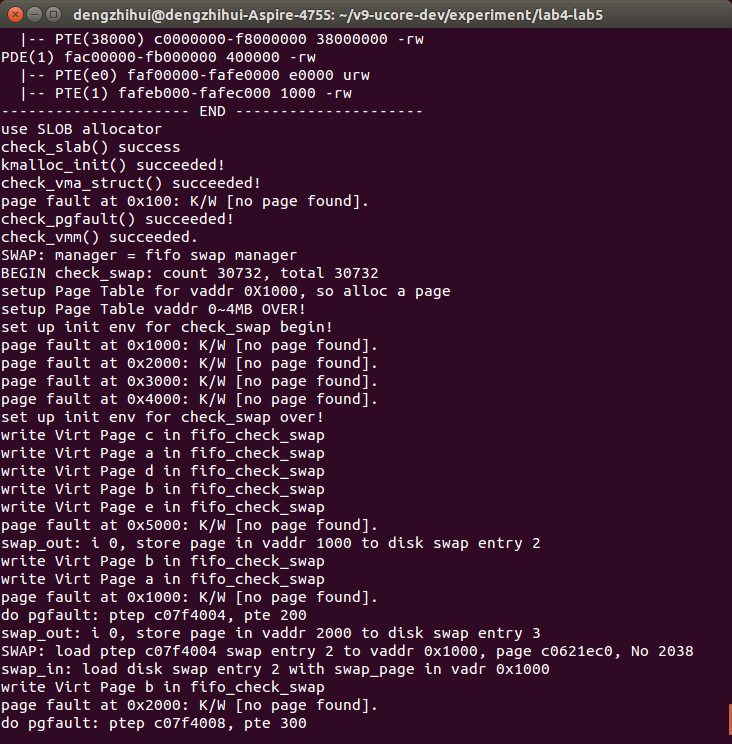 dengzhihui@dengzhihui-Aspire-4755: ~/v9-ucore-dev/experiment/lab4-lab5
  |-- PTE(38000) c0000000-f8000000 38000000 -rw
PDE(1) fac00000-fb000000 400000 -rw
  |-- PTE(e0) faf00000-fafe0000 e0000 urw
  |-- PTE(1) fafeb000-fafec000 1000 -rw
--------------------- END ---------------------
use SLOB allocator
check_slab() success
kmalloc_init() succeeded!
check_vma_struct() succeeded!
page fault at 0x100: K/W [no page found].
check_pgfault() succeeded!
check_vmm() succeeded.
SWAP: manager = fifo swap manager
BEGIN check_swap: count 30732, total 30732
setup Page Table for vaddr 0X1000, so alloc a page
setup Page Table vaddr 0~4MB OVER!
set up init env for check_swap begin!
page fault at 0x1000: K/W [no page found].
page fault at 0x2000: K/W [no page found].
page fault at 0x3000: K/W [no page found].
page fault at 0x4000: K/W [no page found].
set up init env for check_swap over!
write Virt Page c in fifo_check_swap
write Virt Page a in fifo_check_swap
write Virt Page d in fifo_check_swap
write Virt Page b in fifo_check_swap
write Virt Page e in fifo_check_swap
page fault at 0x5000: K/W [no page found].
swap_out: i 0, store page in vaddr 1000 to disk swap entry 2
write Virt Page b in fifo_check_swap
write Virt Page a in fifo_check_swap
page fault at 0x1000: K/W [no page found].
do pgfault: ptep c07f4004, pte 200
swap_out: i 0, store page in vaddr 2000 to disk swap entry 3
SWAP: load ptep c07f4004 swap entry 2 to vaddr 0x1000, page c0621ec0, No 2038
swap_in: load disk swap entry 2 with swap_page in vadr 0x1000
write Virt Page b in fifo_check_swap
page fault at 0x2000: K/W [no page found].
do pgfault: ptep c07f4008, pte 300